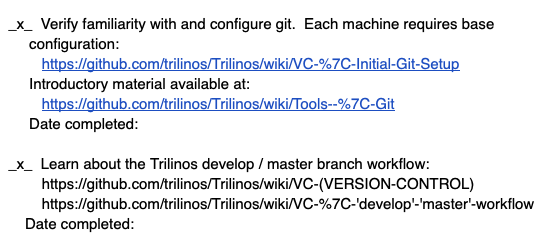 _x_ Verify familiarity with and configure git. Each machine requires base
configuration:
https://github.com/trilinos/Trilinos/wiki/VC-%7C-Initial-Git-Setup
Introductory material available at:
https://github.com/trilinos/Trilinos/wiki/Tools--%7C-Git
Date completed:
_x_ Learn about the Trilinos develop / master branch workflow:
https://github.com/trilinos/Trilinos/wiki/VC-(VERSION-CONTROL)
https://github.com/trilinos/Trilinos/wiki/VC-%7C-'develop'-'master'-workflow
Date completed: